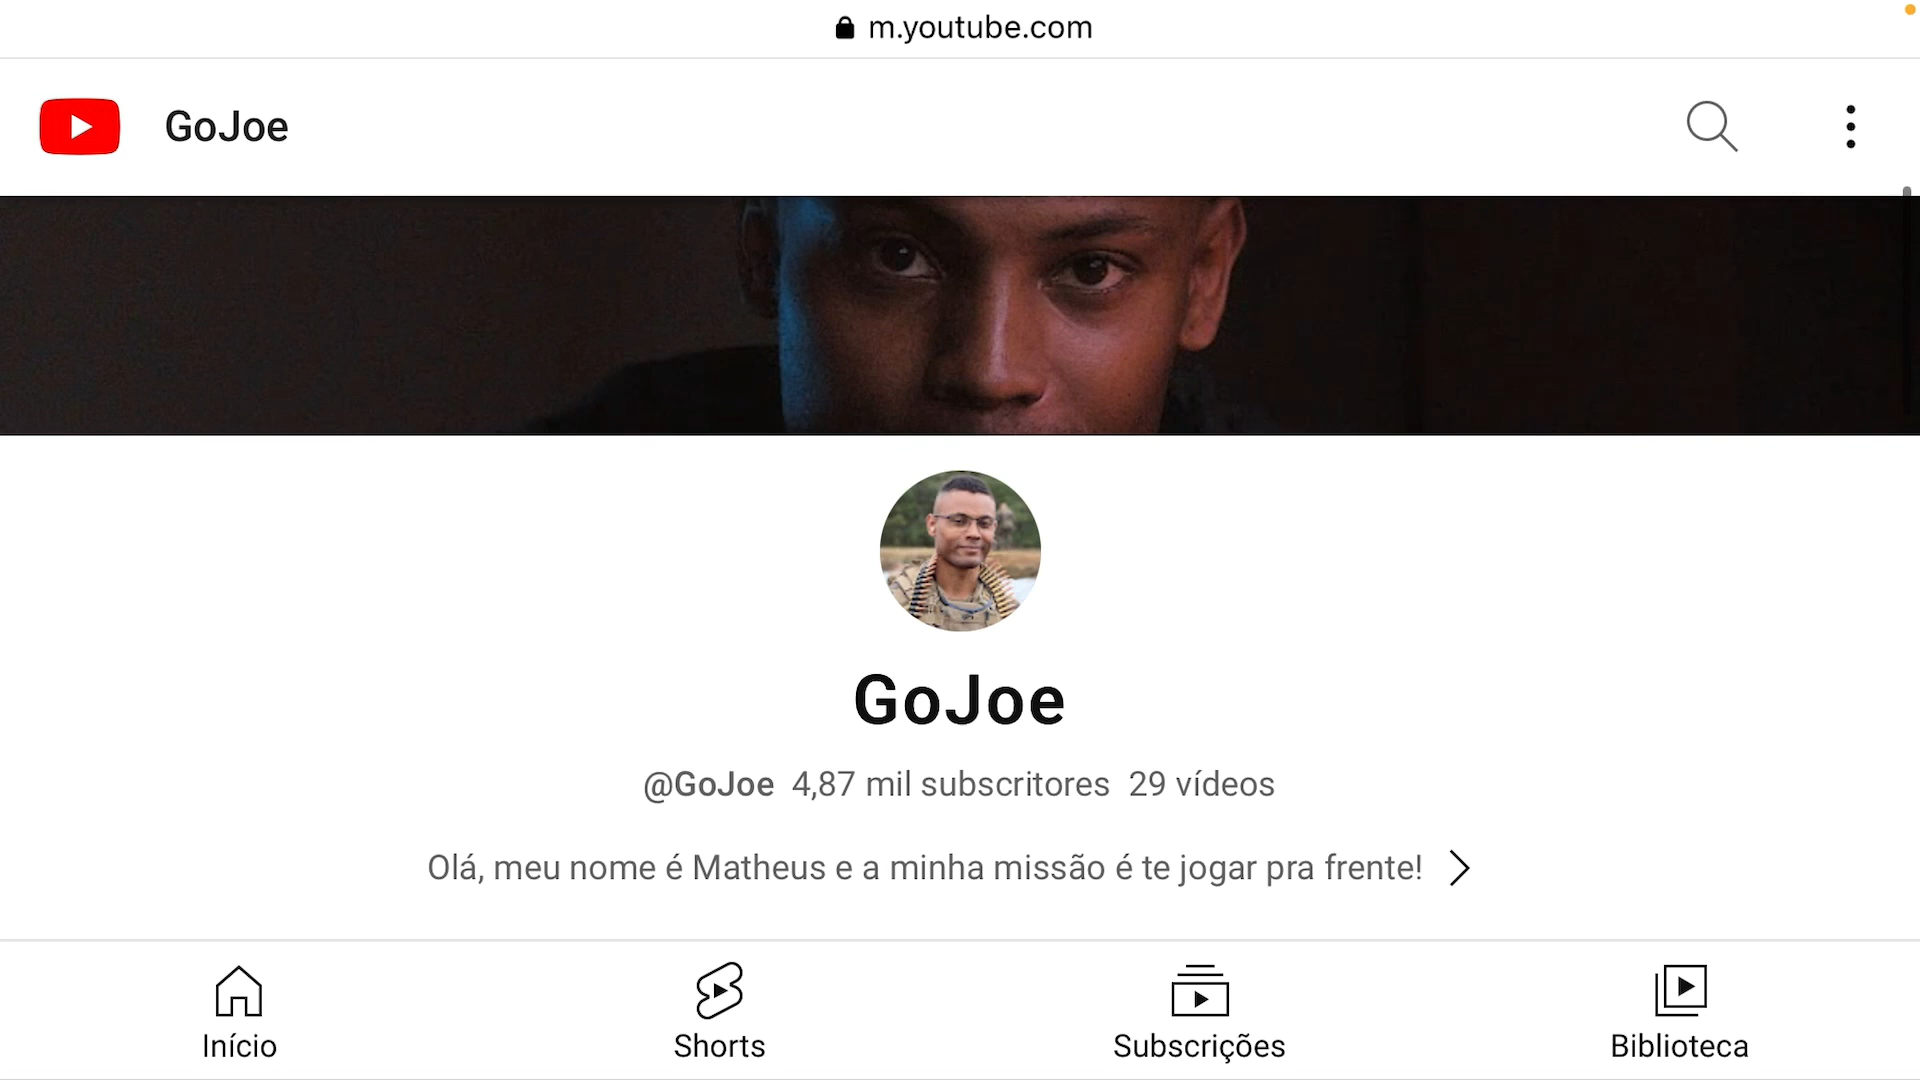 m.youtube.com
GoJoe
GoJoe
@GoJoe 4,87 mil subscritores 29 vídeos
Olá, meu nome é Matheus e a minha missão é te jogar pra frente!
Início Shorts Subscrições Biblioteca